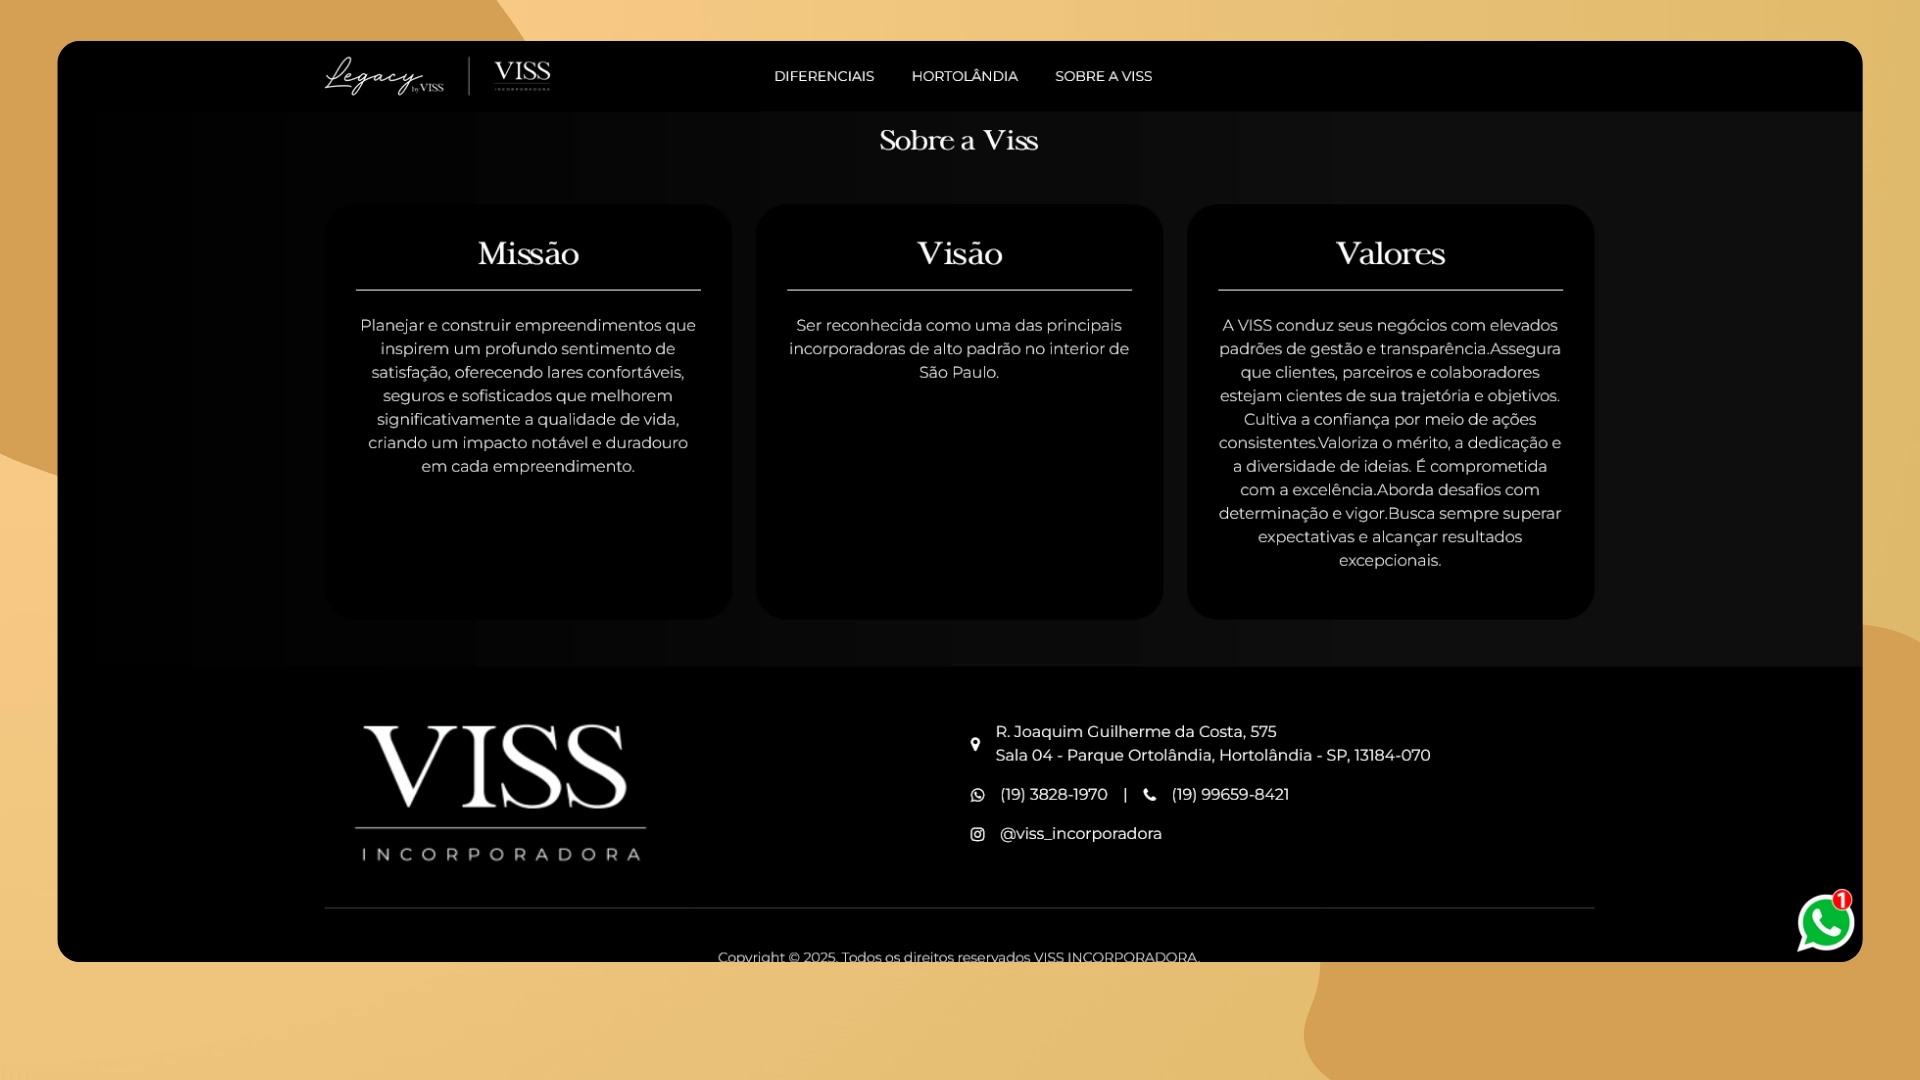 Legacy
by VISS
VISS
INCORPORADORA
DIFERENCIAIS
HORTOLÂNDIA
SOBRE A VISS
Sobre a Viss
Missão
Planejar e construir empreendimentos que
inspirem um profundo sentimento de
satisfação, oferecendo lares confortáveis,
seguros e sofisticados que melhorem
significativamente a qualidade de vida,
criando um impacto notável e duradouro
em cada empreendimento.
Visão
Ser reconhecida como uma das principais
incorporadoras de alto padrão no interior de
São Paulo.
Valores
A VISS conduz seus negócios com elevados
padrões de gestão e transparência.Assegura
que clientes, parceiros e colaboradores
estejam cientes de sua trajetória e objetivos.
Cultiva a confiança por meio de ações
consistentes.Valoriza o mérito, a dedicação e
a diversidade de ideias. É comprometida
com a excelência.Aborda desafios com
determinação e vigor.Busca sempre superar
expectativas e alcançar resultados
excepcionais.
VISS
INCORPORADORA
R. Joaquim Guilherme da Costa, 575
Sala 04 - Parque Ortolândia, Hortolândia - SP, 13184-070
(19) 3828-1970 | (19) 99659-8421
@viss_incorporadora
1
Copyright © 2025. Todos os direitos reservados VISS INCORPORADORA.